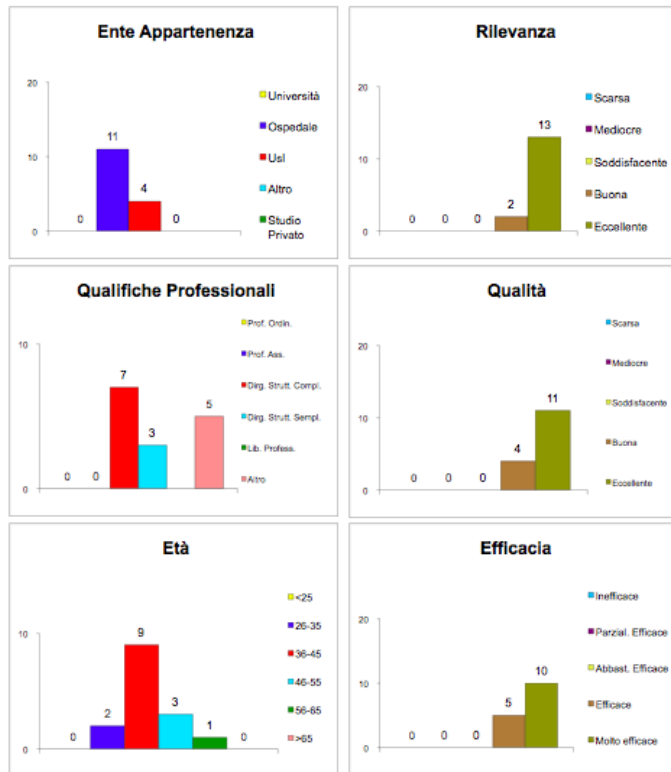 Ente Appartenenza
20
10
0
0
11
4
0
Università
Ospedale
Usl
Altro
Studio
Privato
Rilevanza
20
10
0
0
0
0
2
13
Scarsa
Mediocre
Soddisfacente
Buona
Eccellente
Qualifiche Professionali
10
0
0
0
7
3
5
Prof. Ordin.
Prof. Ass.
Dirg. Strutt. Compl.
Dirg. Strutt. Sempl.
Lib. Profess.
Altro
Qualità
20
10
0
0
0
0
4
11
Scarsa
Mediocre
Soddisfacente
Buona
Eccellente
Età
10
0
0
2
9
3
1
0
<25
26-35
36-45
46-55
56-65
>65
Efficacia
20
10
0
0
0
0
5
10
Inefficace
Parzial. Efficace
Abbast. Efficace
Efficace
Molto efficace